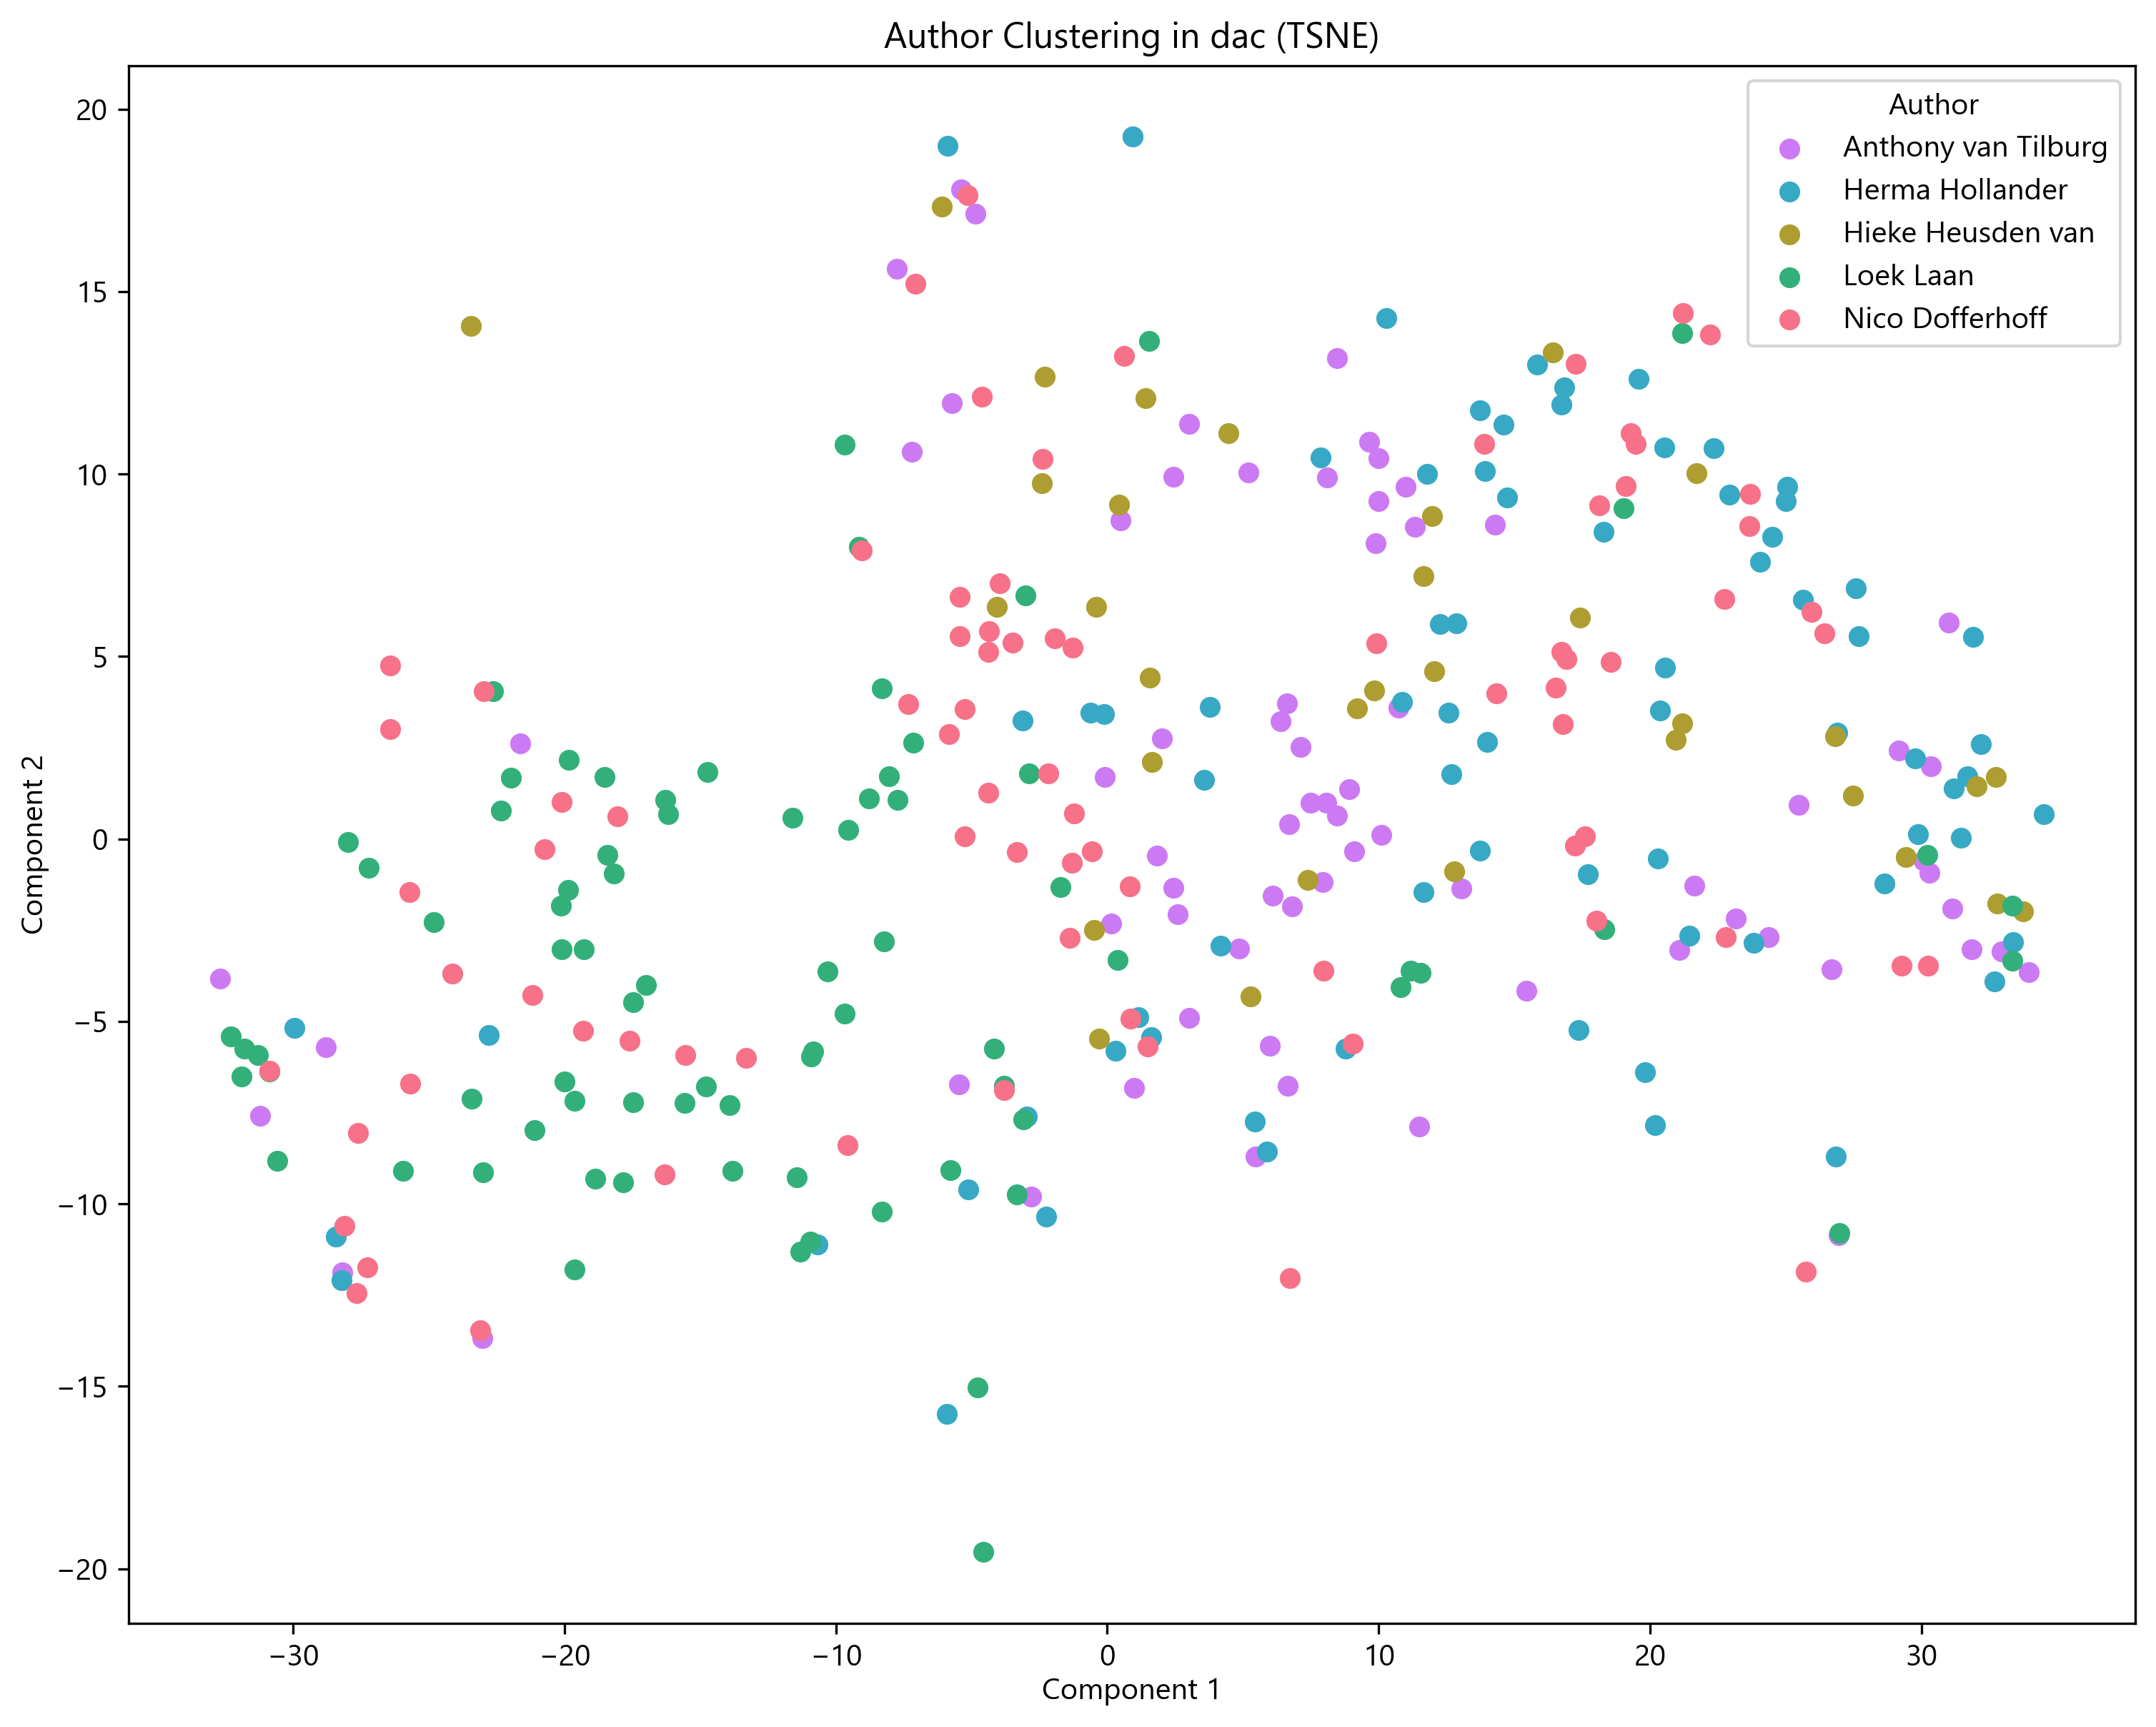 Author Clustering in dac (TSNE)
Author
Anthony van Tilburg
Herma Hollander
Hieke Heusden van
Loek Laan
Nico Dofferhoff
20
15
10
5
0
−5
−10
−15
−20
Component 2
−30
−20
−10
0
10
20
30
Component 1